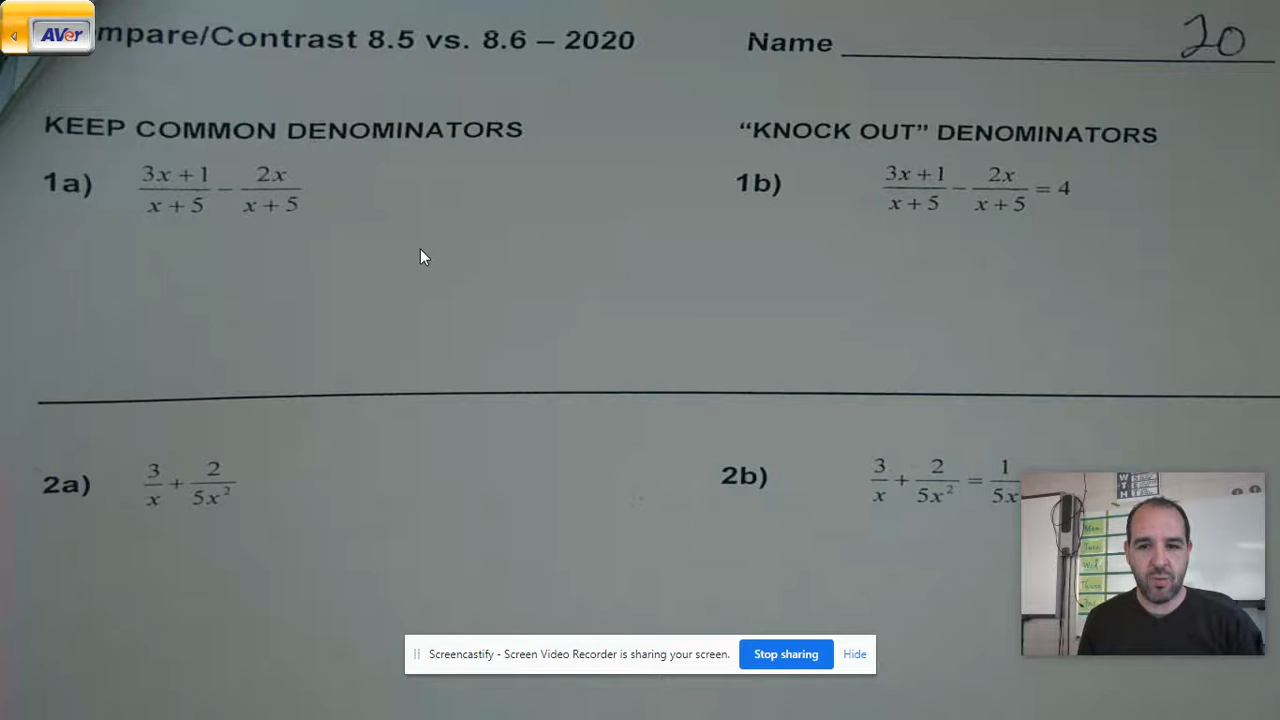 AVer
mpare/Contrast 8.5 vs. 8.6 – 2020
Name 20
KEEP COMMON DENOMINATORS
"KNOCK OUT" DENOMINATORS
1a) (3x + 1)/(x + 5) − 2x/(x + 5)
1b) (3x + 1)/(x + 5) − 2x/(x + 5) = 4
2a) 3/x + 2/5x²
2b) 3/x + 2/5x² = 1/5x
Screencastify - Screen Video Recorder is sharing your screen.
Stop sharing
Hide